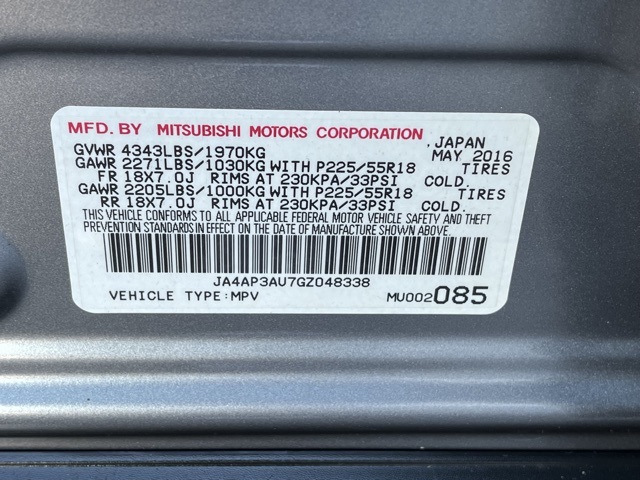 MFD. BY MITSUBISHI MOTORS CORPORATION, JAPAN
GVWR 4343LBS/1970KG MAY 2016
GAWR 2271LBS/1030KG WITH P225/55R18 TIRES
FR 18X7.0J RIMS AT 230KPA/33PSI COLD.
GAWR 2205LBS/1000KG WITH P225/55R18 TIRES
RR 18X7.0J RIMS AT 230KPA/33PSI COLD.
THIS VEHICLE CONFORMS TO ALL APPLICABLE FEDERAL MOTOR VEHICLE SAFETY AND THEFT
PREVENTION STANDARDS IN EFFECT ON THE DATE OF MANUFACTURE SHOWN ABOVE.
JA4AP3AU7GZ048338
VEHICLE TYPE:MPV MU002085